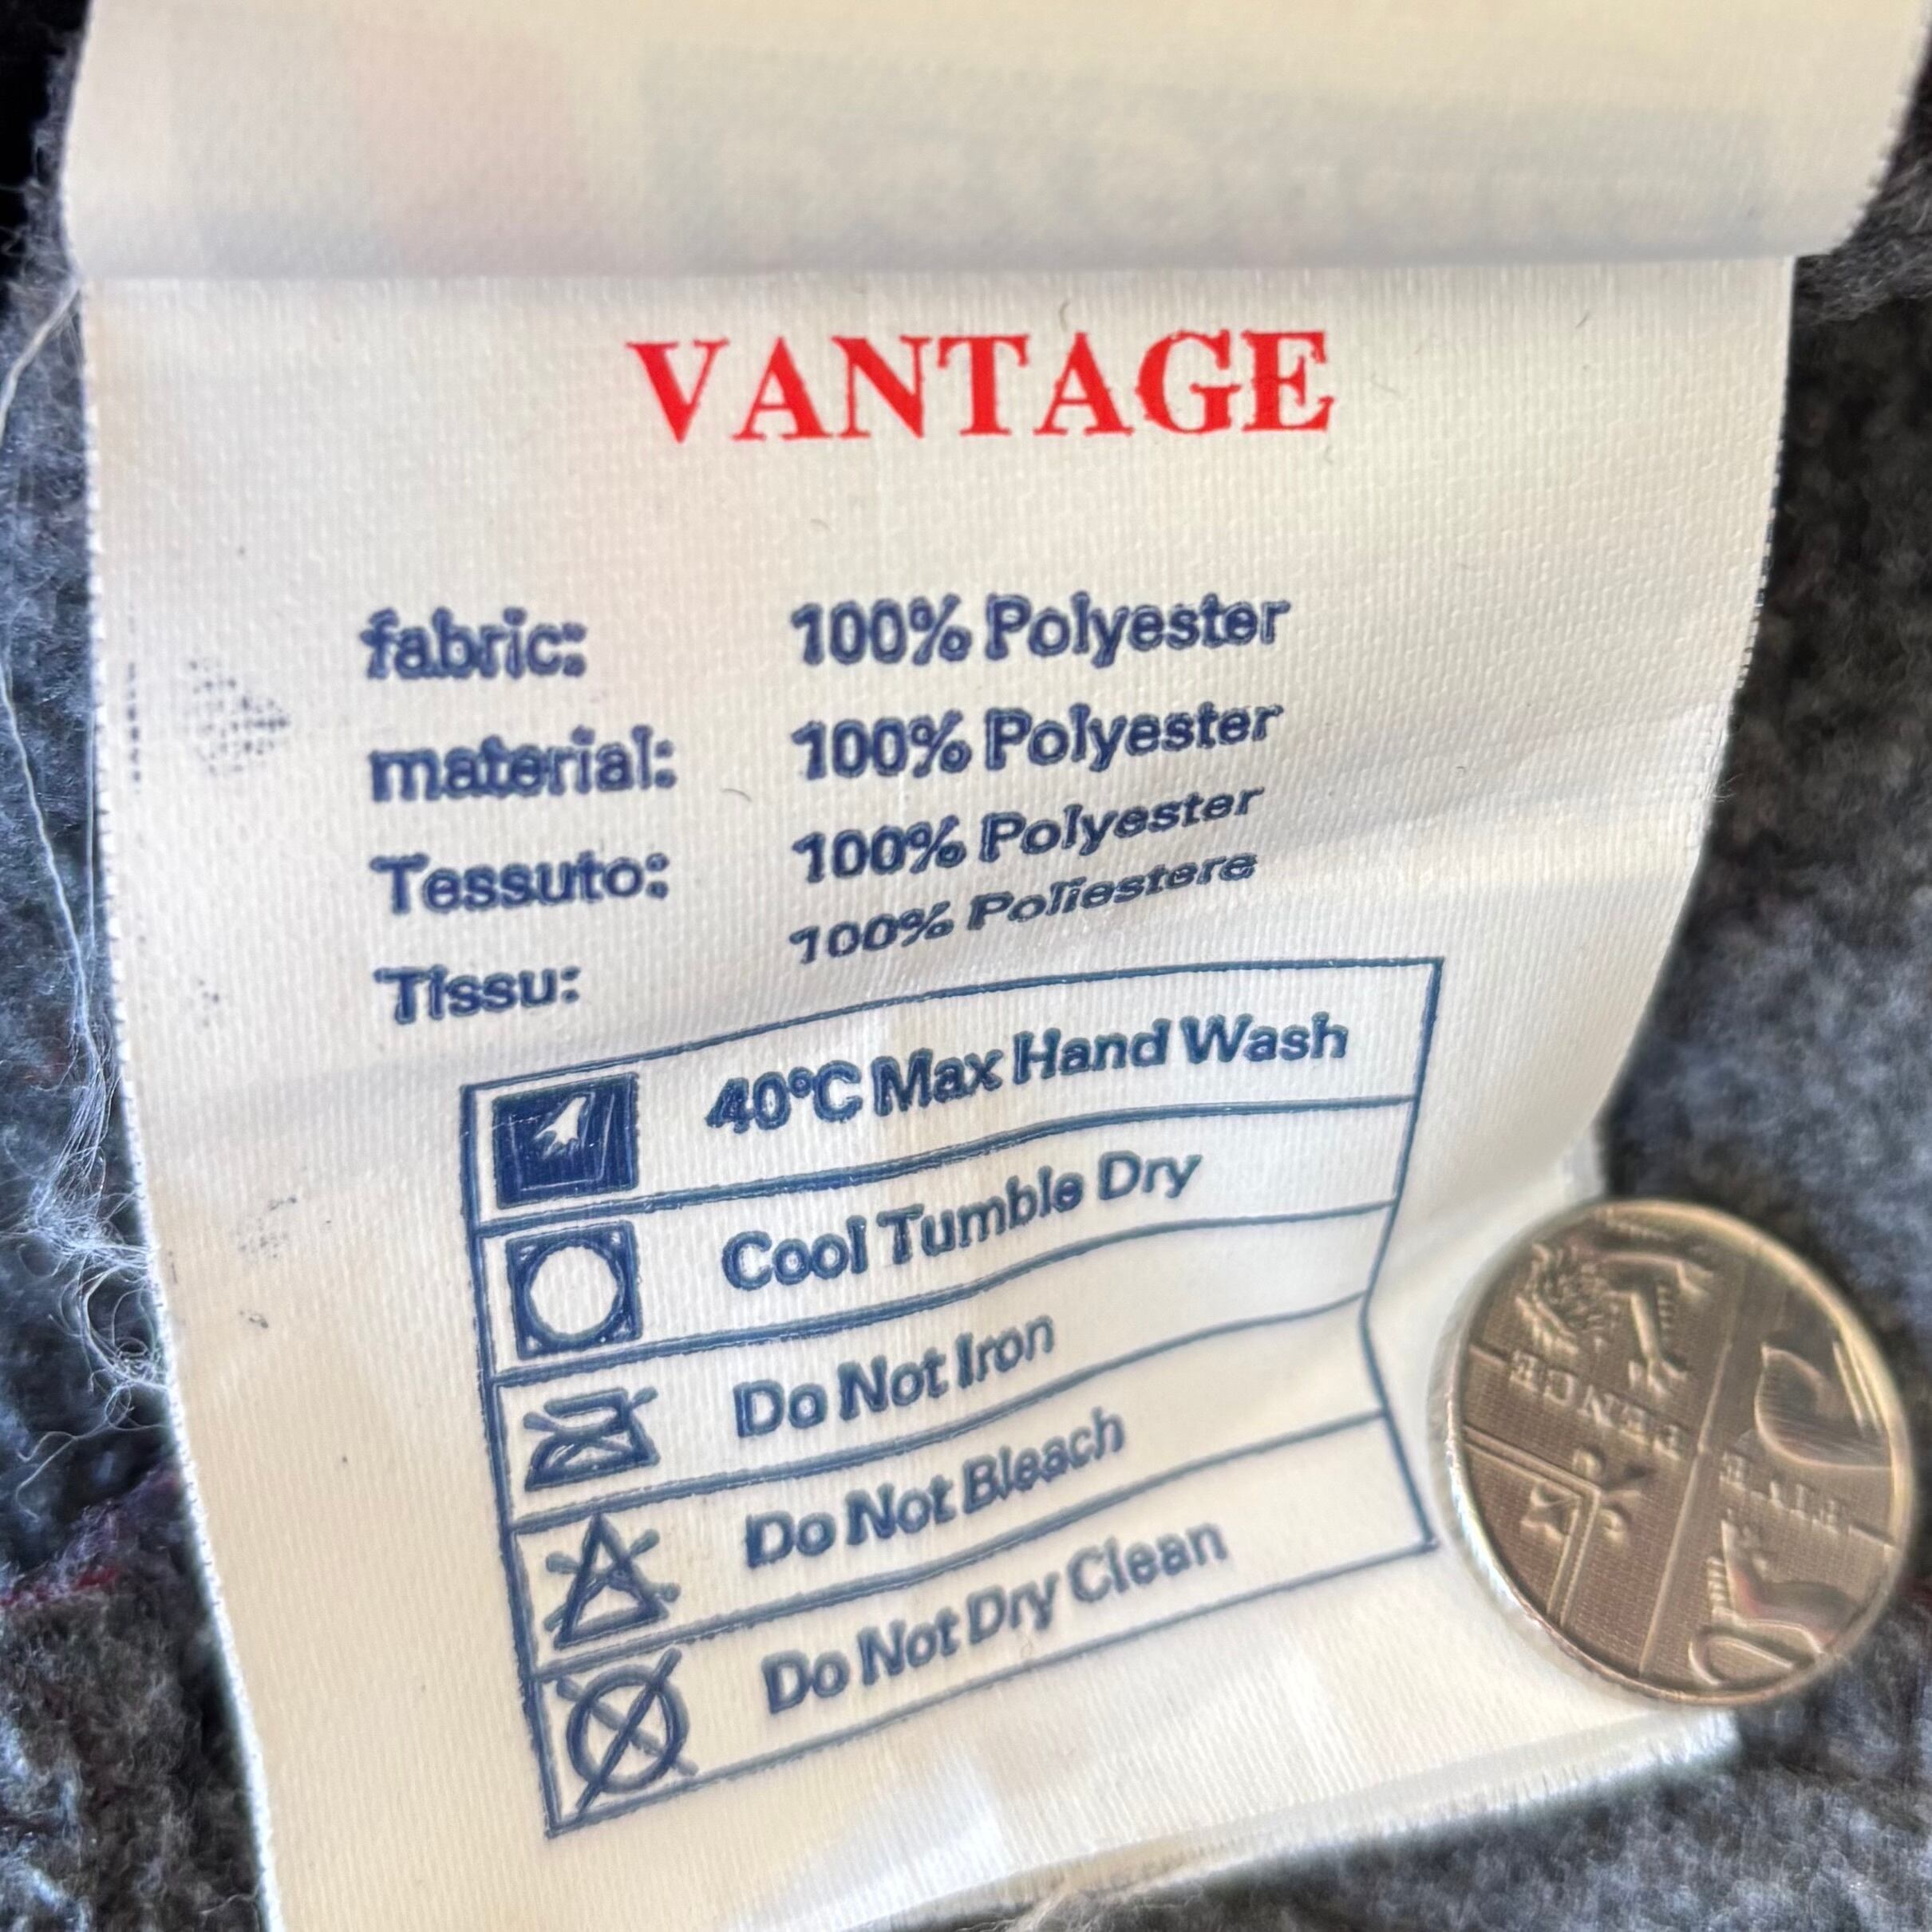 VANTAGE
fabric: 100% Polyester
material: 100% Polyester
Tessuto: 100% Polyester
Tissu: 100% Poliestere
40°C Max Hand Wash
Cool Tumble Dry
Do Not Iron
Do Not Bleach
Do Not Dry Clean
FIVE
PENCE